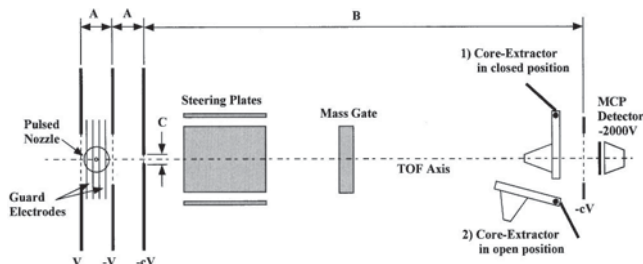 A
A
B
1) Core-Extractor
in closed position
MCP
Detector
-2000V
Steering Plates
Pulsed
Nozzle
C
Mass Gate
TOF Axis
Guard
Electrodes
-cV
2) Core-Extractor
in open position
V
-V
-cV